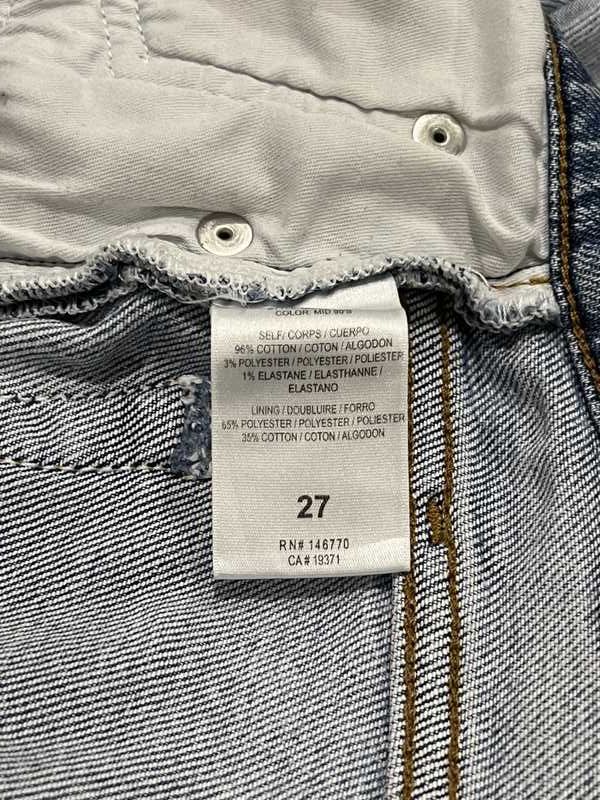 COLOR: MID 90'S
SELF/ CORPS / CUERPO
96% COTTON / COTON / ALGODON
3% POLYESTER / POLYESTER / POLIESTER
1% ELASTANE / ELASTHANNE /
ELASTANO
LINING / DOUBLUIRE / FORRO
65% POLYESTER / POLYESTER / POLIESTER
35% COTTON / COTON / ALGODON
27
RN# 146770
CA# 19371